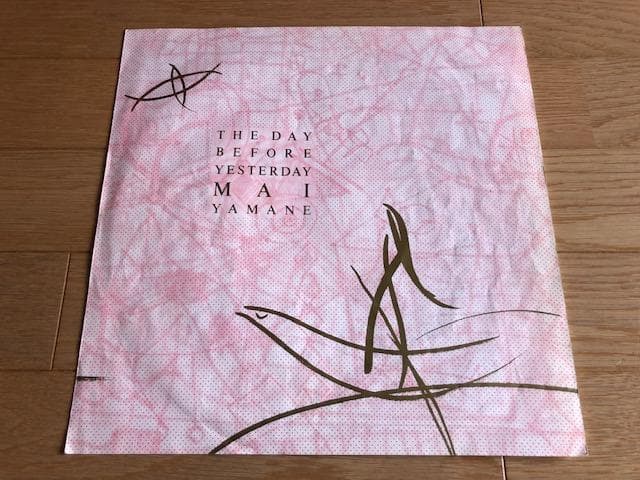 THE DAY
BEFORE
YESTERDAY
MAI
YAMANE